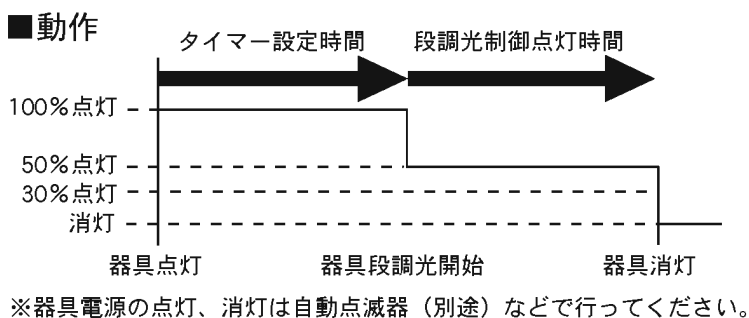 ■動作
タイマー設定時間
段調光制御点灯時間
100%点灯
50%点灯
30%点灯
消灯
器具点灯
器具段調光開始
器具消灯
※器具電源の点灯、消灯は自動点滅器（別途）などで行ってください。